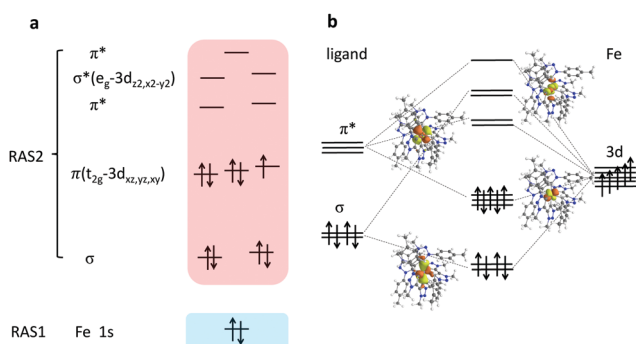 a
π*
σ*(eg-3dz2,x2-y2)
π*
RAS2
π(t2g-3dxz,yz,xy)
σ
RAS1 Fe 1s
b
ligand Fe
π*
3d
σ